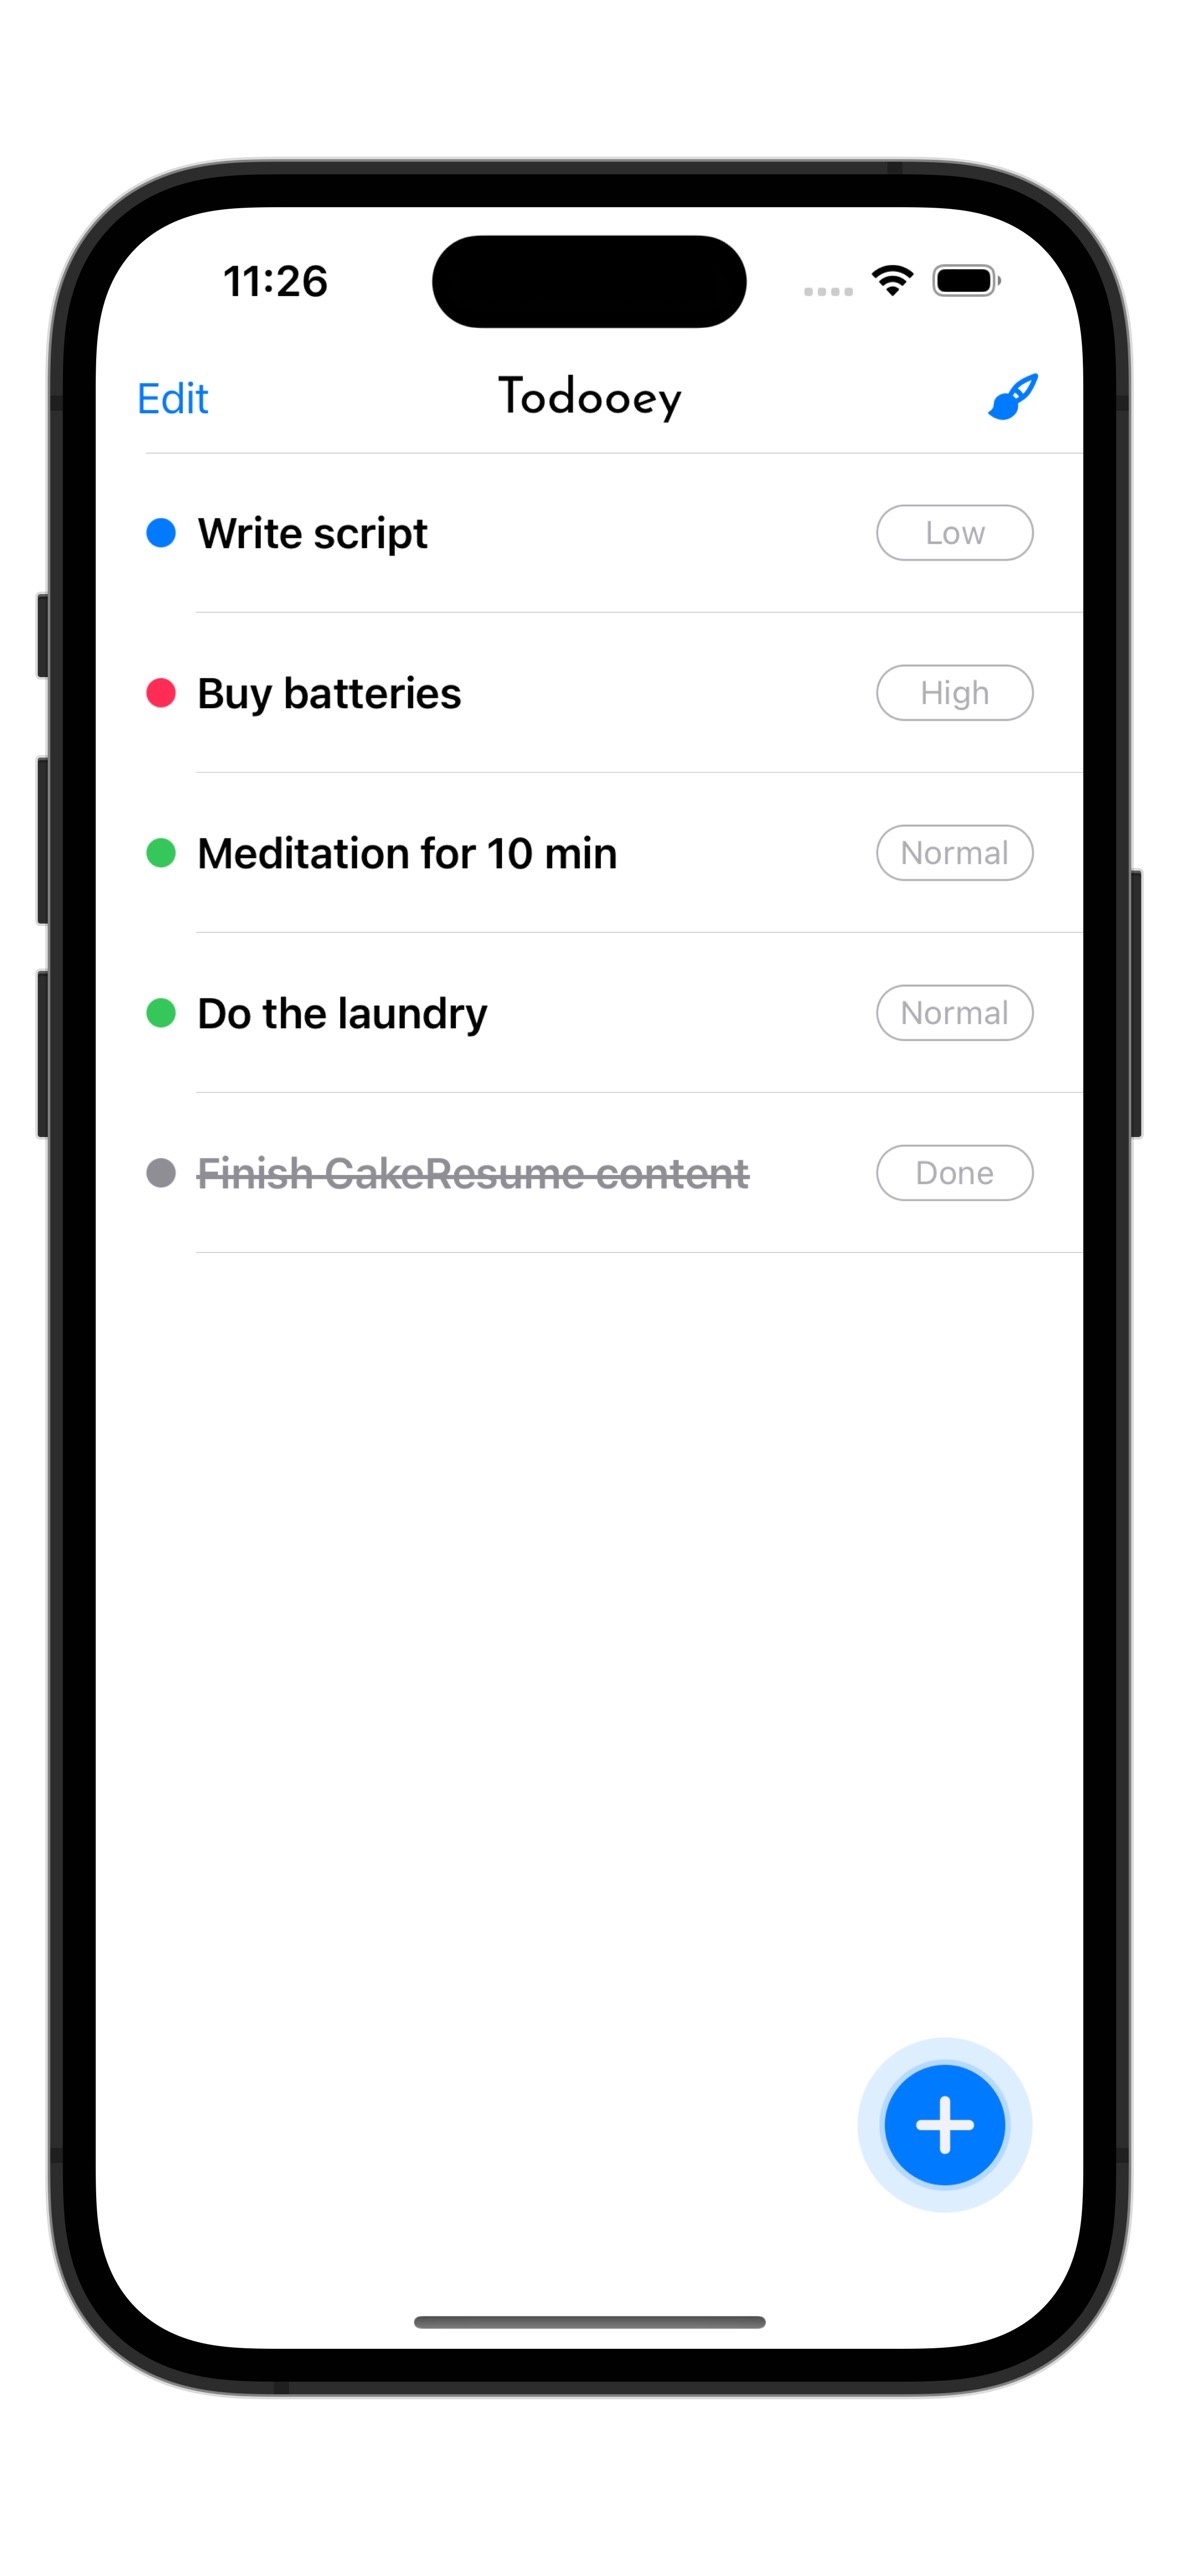 11:26
Edit Todooey
Write script Low
Buy batteries High
Meditation for 10 min Normal
Do the laundry Normal
Finish CakeResume content Done